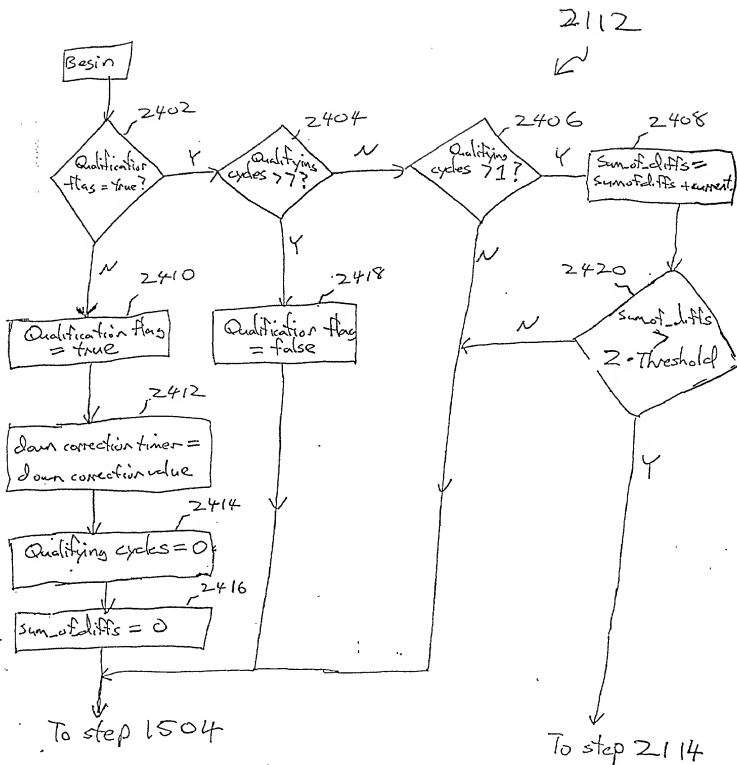 2112
Begin
2402
Qualification
flag = true?
Y
2404
Qualifying
cycles > 7?
N
2406
Qualifying
cycles > 1?
Y
2408
Sum_of_diffs =
sumofdiffs + current
N
2410
Qualification flag
= true
Y
2418
Qualification flag
= false
N
2420
sum_of_diffs
>
2 • Threshold
N
Y
2412
down correction timer =
down correction value
2414
Qualifying cycles = 0
2416
sum_of_diffs = 0
To step 1504
To step 2114